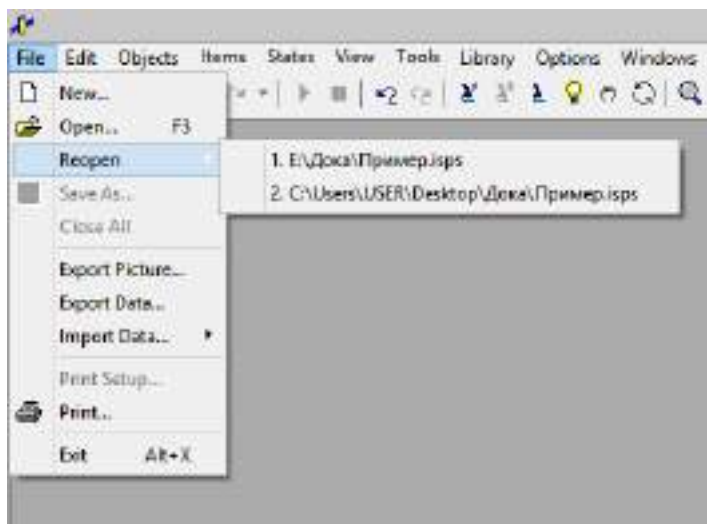 File Edit Objects Items States View Tools Library Options Windows
New...
Open... F3
Reopen
1. E:\Дока\Пример.isps
2. C:\Users\USER\Desktop\Дока\Пример.isps
Save As...
Close All
Export Picture...
Export Data...
Import Data...
Print Setup...
Print...
Exit Alt+X